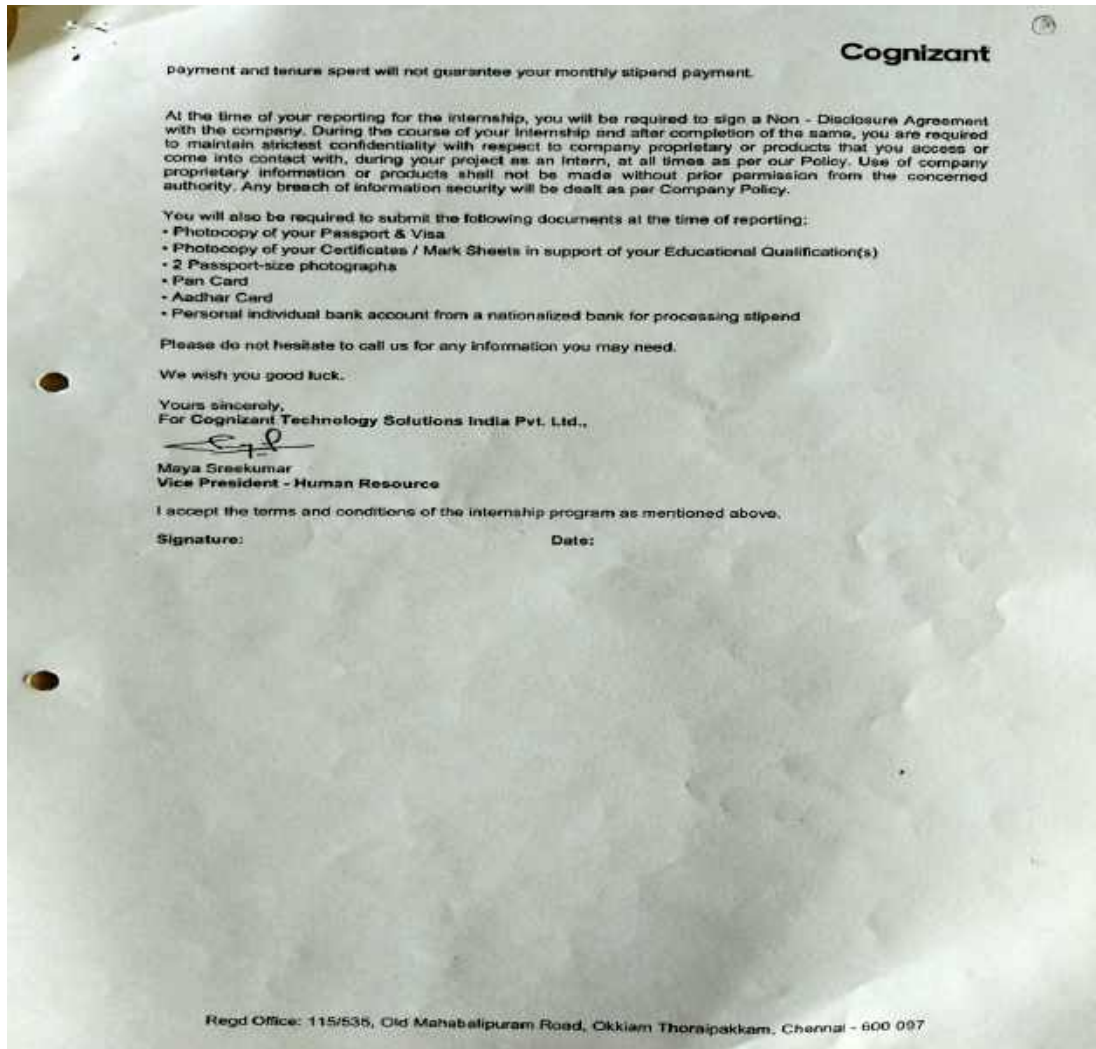 Cognizant
payment and tenure spent will not guarantee your monthly stipend payment.
At the time of your reporting for the internship, you will be required to sign a Non - Disclosure Agreement
with the company. During the course of your Internship and after completion of the same, you are required
to maintain strictest confidentiality with respect to company proprietary or products that you access or
come into contact with, during your project as an Intern, at all times as per our Policy. Use of company
proprietary information or products shall not be made without prior permission from the concerned
authority. Any breach of information security will be dealt as per Company Policy.
You will also be required to submit the following documents at the time of reporting:
• Photocopy of your Passport & Visa
• Photocopy of your Certificates / Mark Sheets in support of your Educational Qualification(s)
• 2 Passport-size photographs
• Pan Card
• Aadhar Card
• Personal individual bank account from a nationalized bank for processing stipend
Please do not hesitate to call us for any information you may need.
We wish you good luck.
Yours sincerely,
For Cognizant Technology Solutions India Pvt. Ltd.,
Maya Sreekumar
Vice President - Human Resource
I accept the terms and conditions of the internship program as mentioned above.
Signature: Date:
Regd Office: 115/535, Old Mahabalipuram Road, Okkiam Thoraipakkam, Chennai - 600 097